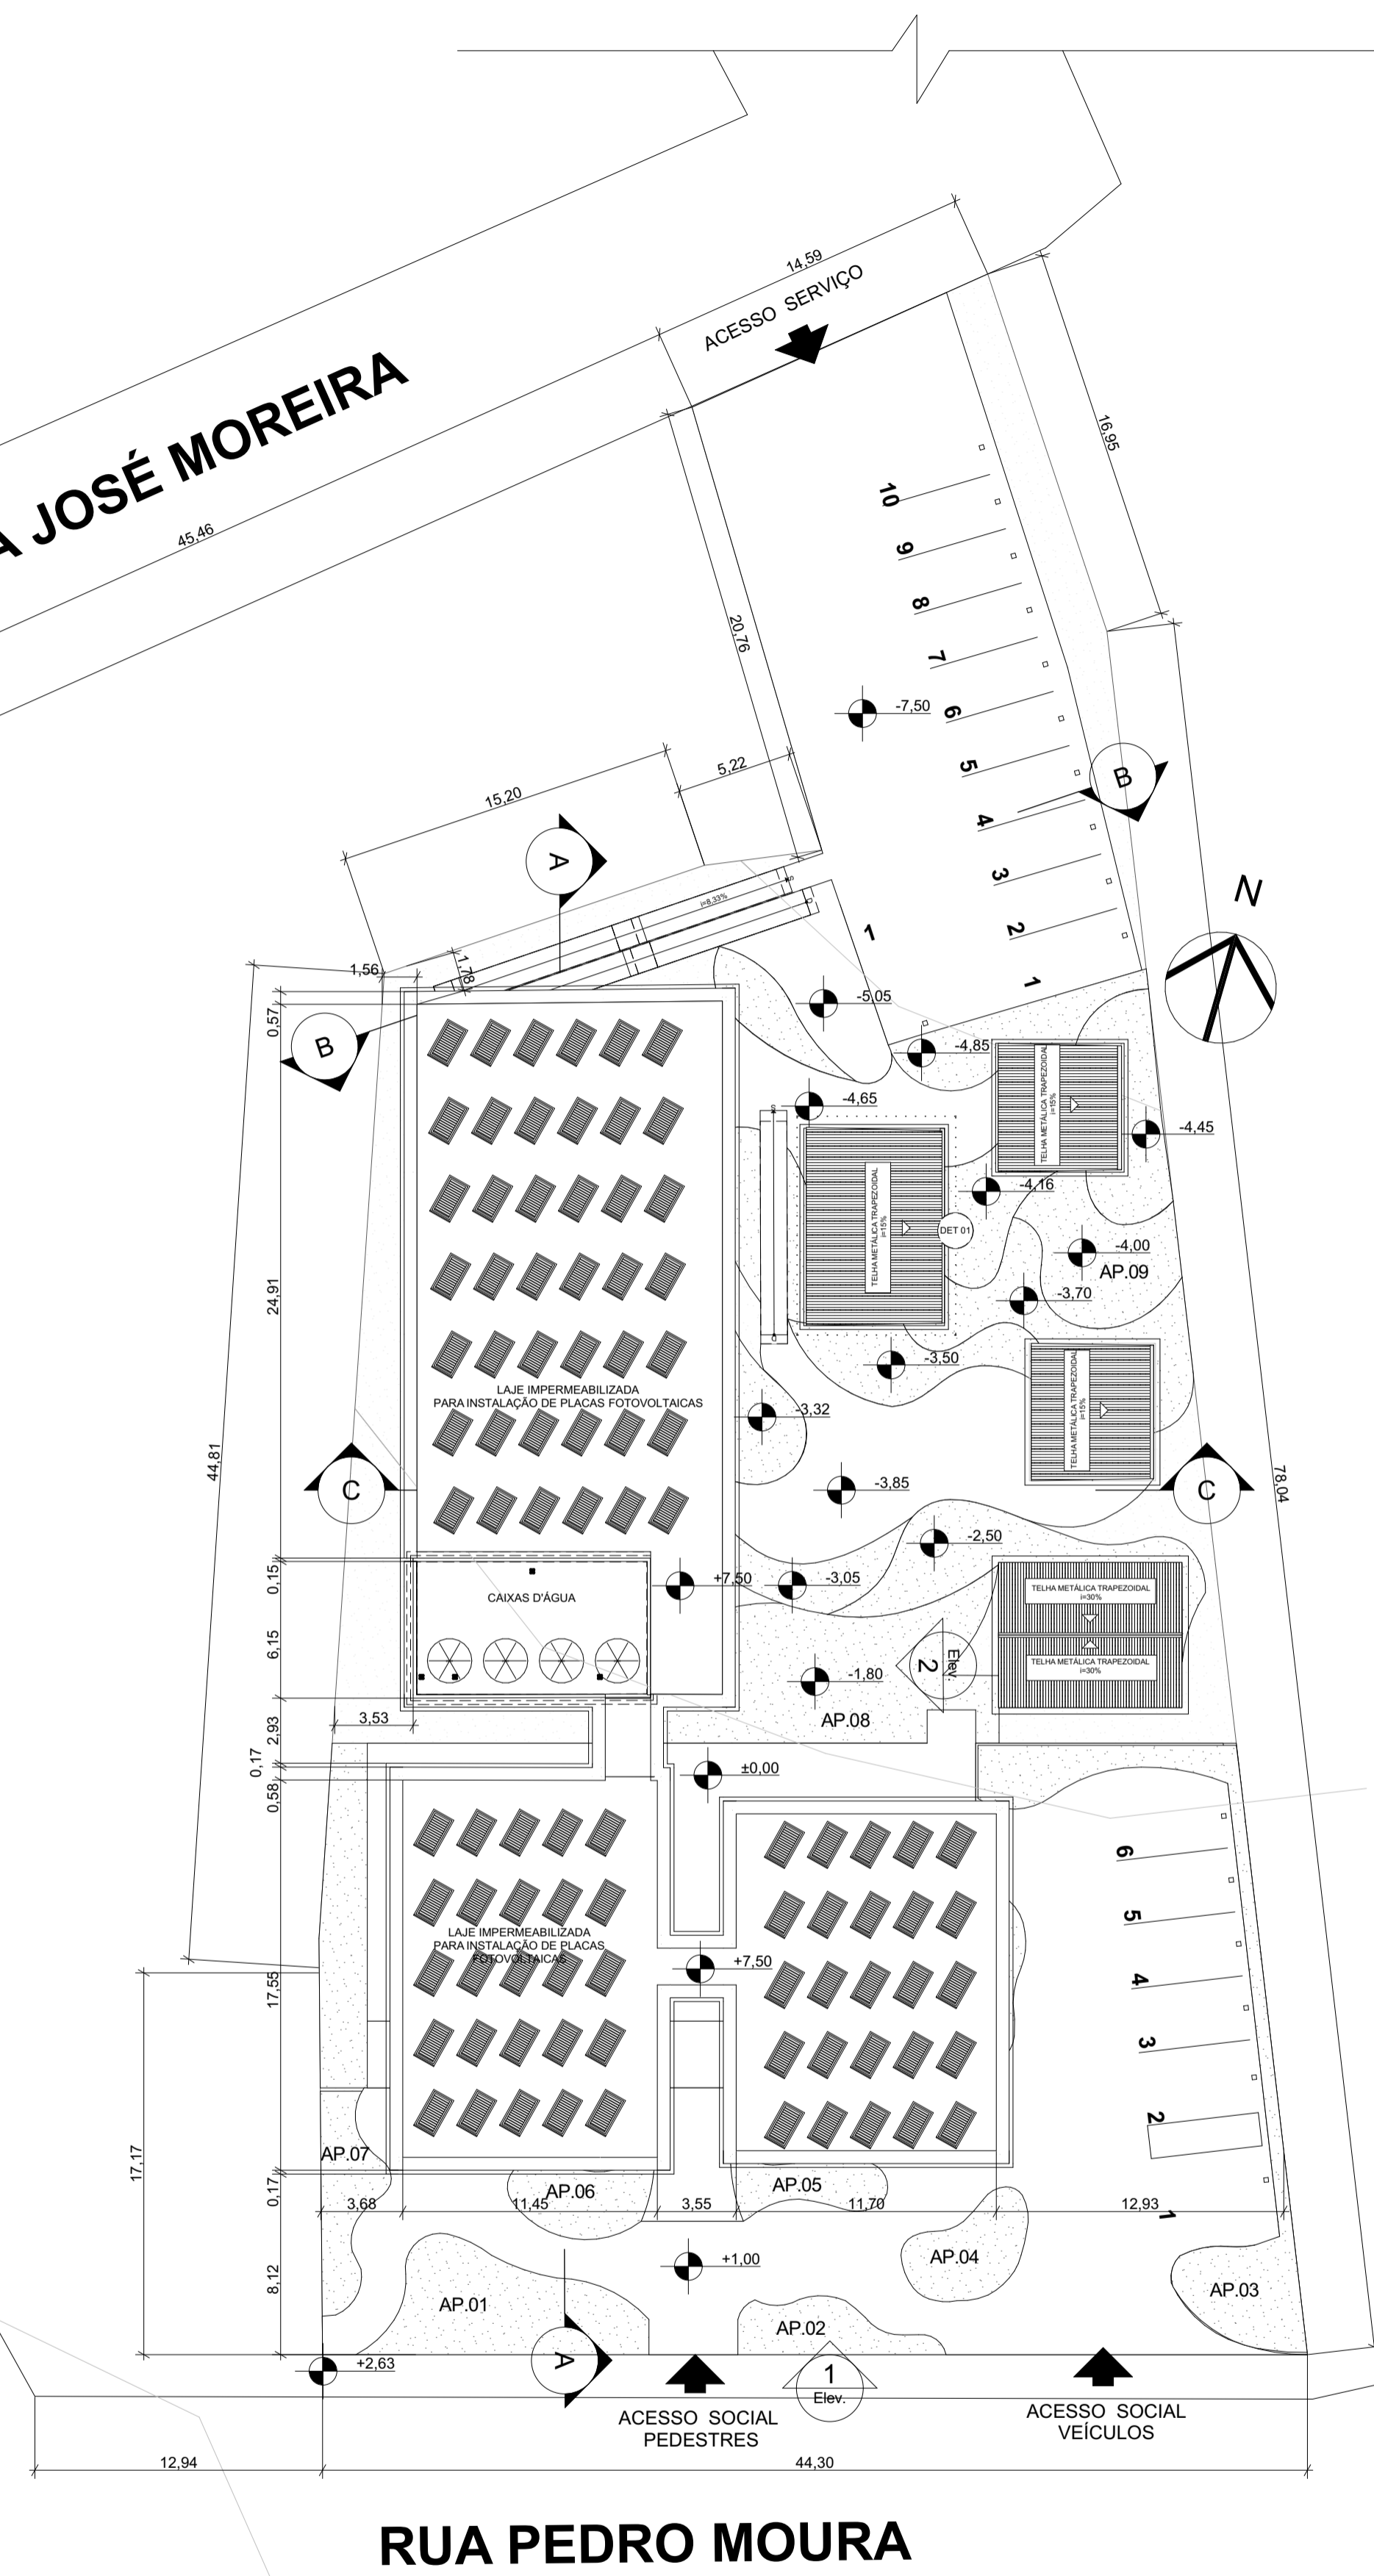 14,59
ACESSO SERVIÇO
A JOSÉ MOREIRA
45,46
16,95
10
9
8
7
6
5
4
3
2
1
20,76
-7,50
B
5,22
15,20
A
i=8,33%
S
1
N
1,56
1,78
0,57
B
-5,05
-4,85
-4,65
-4,45
TELHA METÁLICA TRAPEZOIDAL
i=15%
-4,16
TELHA METÁLICA TRAPEZOIDAL
i=15%
DET 01
-4,00
AP.09
-3,70
24,91
-3,50
TELHA METÁLICA TRAPEZOIDAL
i=15%
LAJE IMPERMEABILIZADA
PARA INSTALAÇÃO DE PLACAS FOTOVOLTAICAS
-3,32
44,81
C
-3,85
C
78,04
-2,50
0,15
+7,50
-3,05
CAIXAS D'ÁGUA
TELHA METÁLICA TRAPEZOIDAL
i=30%
6,15
TELHA METÁLICA TRAPEZOIDAL
i=30%
2
Elev.
-1,80
AP.08
3,53
2,93
0,17
±0,00
0,58
6
5
4
3
2
1
LAJE IMPERMEABILIZADA
PARA INSTALAÇÃO DE PLACAS
FOTOVOLTAICAS
+7,50
17,55
17,17
AP.07
0,17
AP.06
AP.05
3,68
11,45
3,55
11,70
12,93
+1,00
AP.04
8,12
AP.01
AP.03
AP.02
+2,63
A
1
Elev.
ACESSO SOCIAL
PEDESTRES
ACESSO SOCIAL
VEÍCULOS
12,94
44,30
RUA PEDRO MOURA